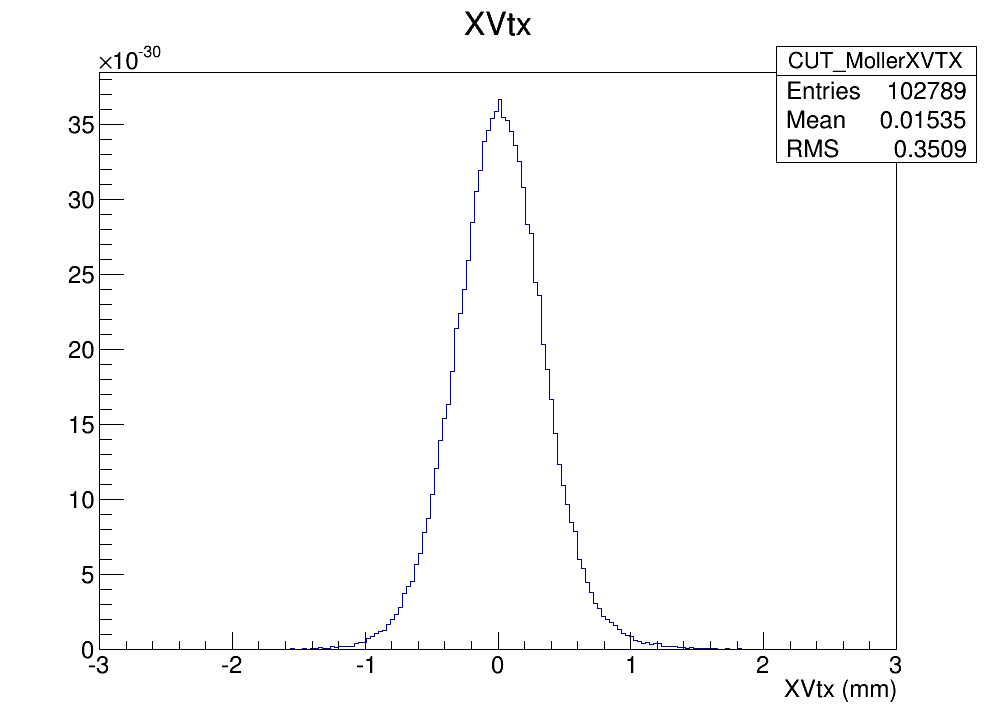 XVtx
×10-30
CUT_MollerXVTX
Entries 102789
Mean 0.01535
RMS 0.3509
35
30
25
20
15
10
5
0
-3 -2 -1 0 1 2 3
XVtx (mm)